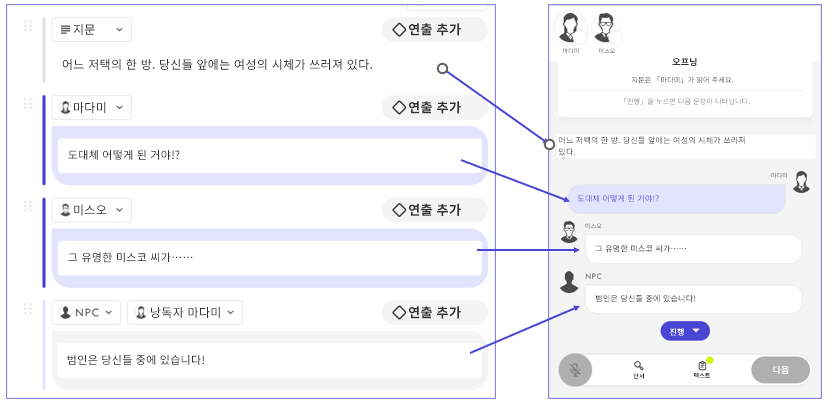 지문
연출 추가
어느 저택의 한 방. 당신들 앞에는 여성의 시체가 쓰러져 있다.
마다미
연출 추가
도대체 어떻게 된 거야!?
미스오
연출 추가
그 유명한 미스코 씨가……
NPC
낭독자 마다미
연출 추가
범인은 당신들 중에 있습니다!
마다미
미스오
오프닝
지문은 「마다미」가 읽어 주세요.
「진행」을 누르면 다음 문장이 나타납니다.
어느 저택의 한 방. 당신들 앞에는 여성의 시체가 쓰러져
있다.
마다미
도대체 어떻게 된 거야!?
미스오
그 유명한 미스코 씨가……
NPC
범인은 당신들 중에 있습니다!
진행
단서
텍스트
다음